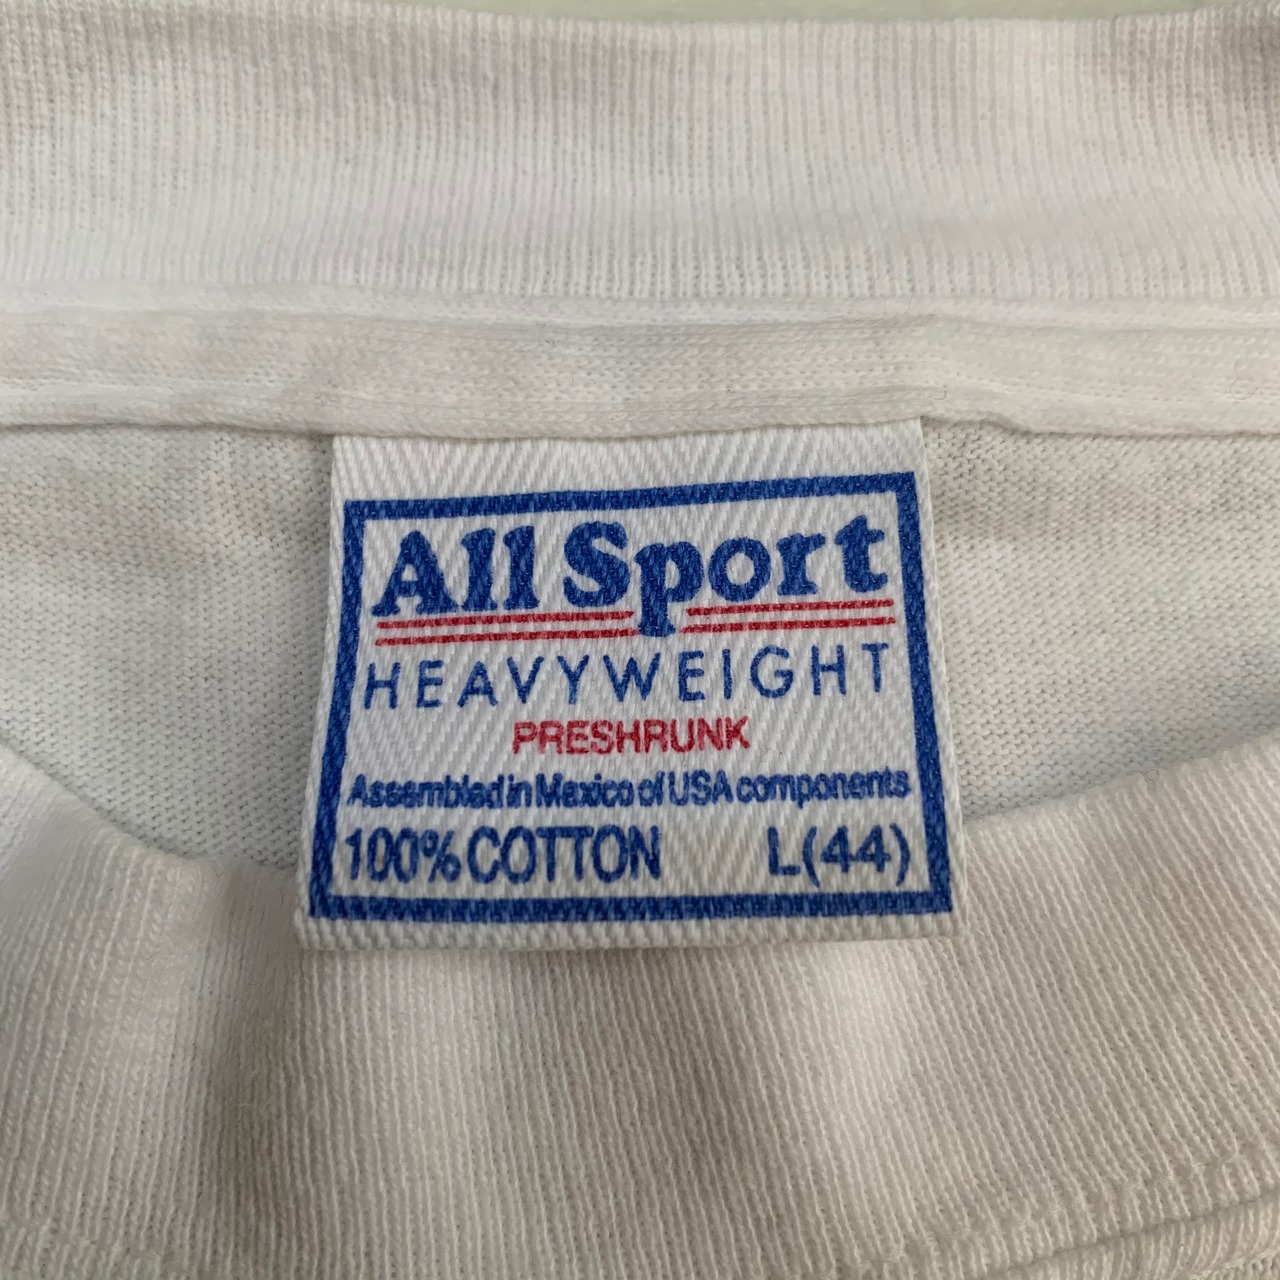 All Sport
HEAVYWEIGHT
PRESHRUNK
Assembled in Mexico of USA components
100% COTTON L(44)